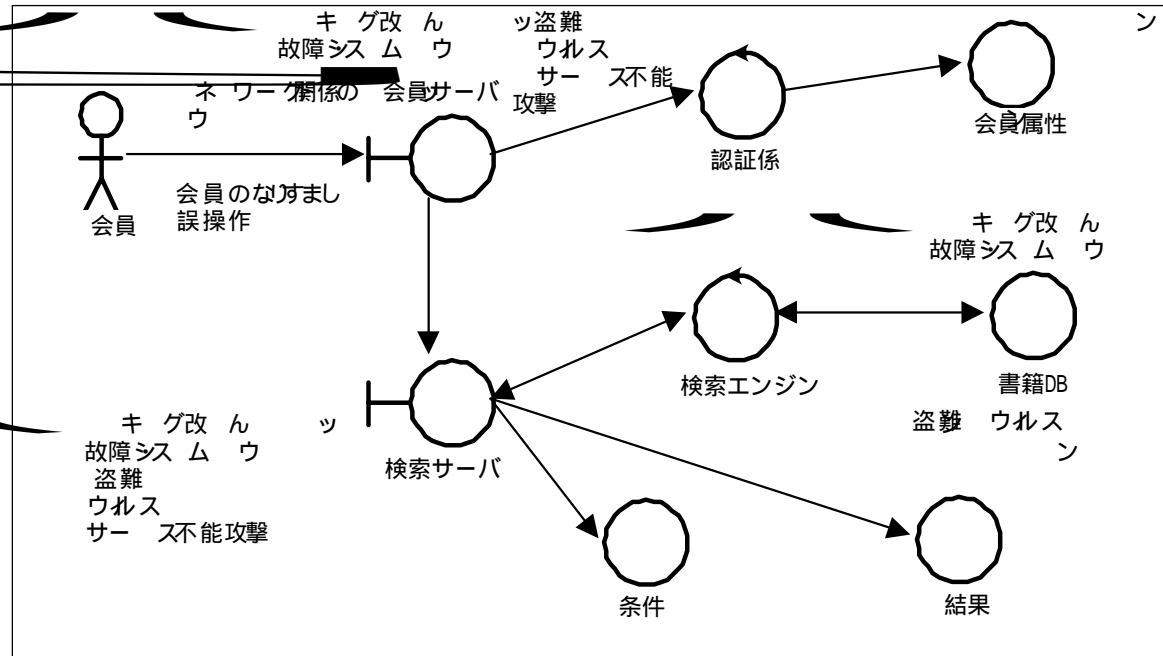 キ グ改 ん ッ盗難 ン
故障シス ム ウ ウルス
サー ス不能
攻撃
ネ ワーク関係の 会員サーバ
ウ
会員属性
認証係
会員のなりすまし
誤操作
会員
キ グ改 ん
故障シス ム ウ
検索エンジン
書籍DB
盗難 ウルス
ン
キ グ改 ん ッ
故障シス ム ウ
盗難
ウルス
サー ス不能攻撃
検索サーバ
条件
結果